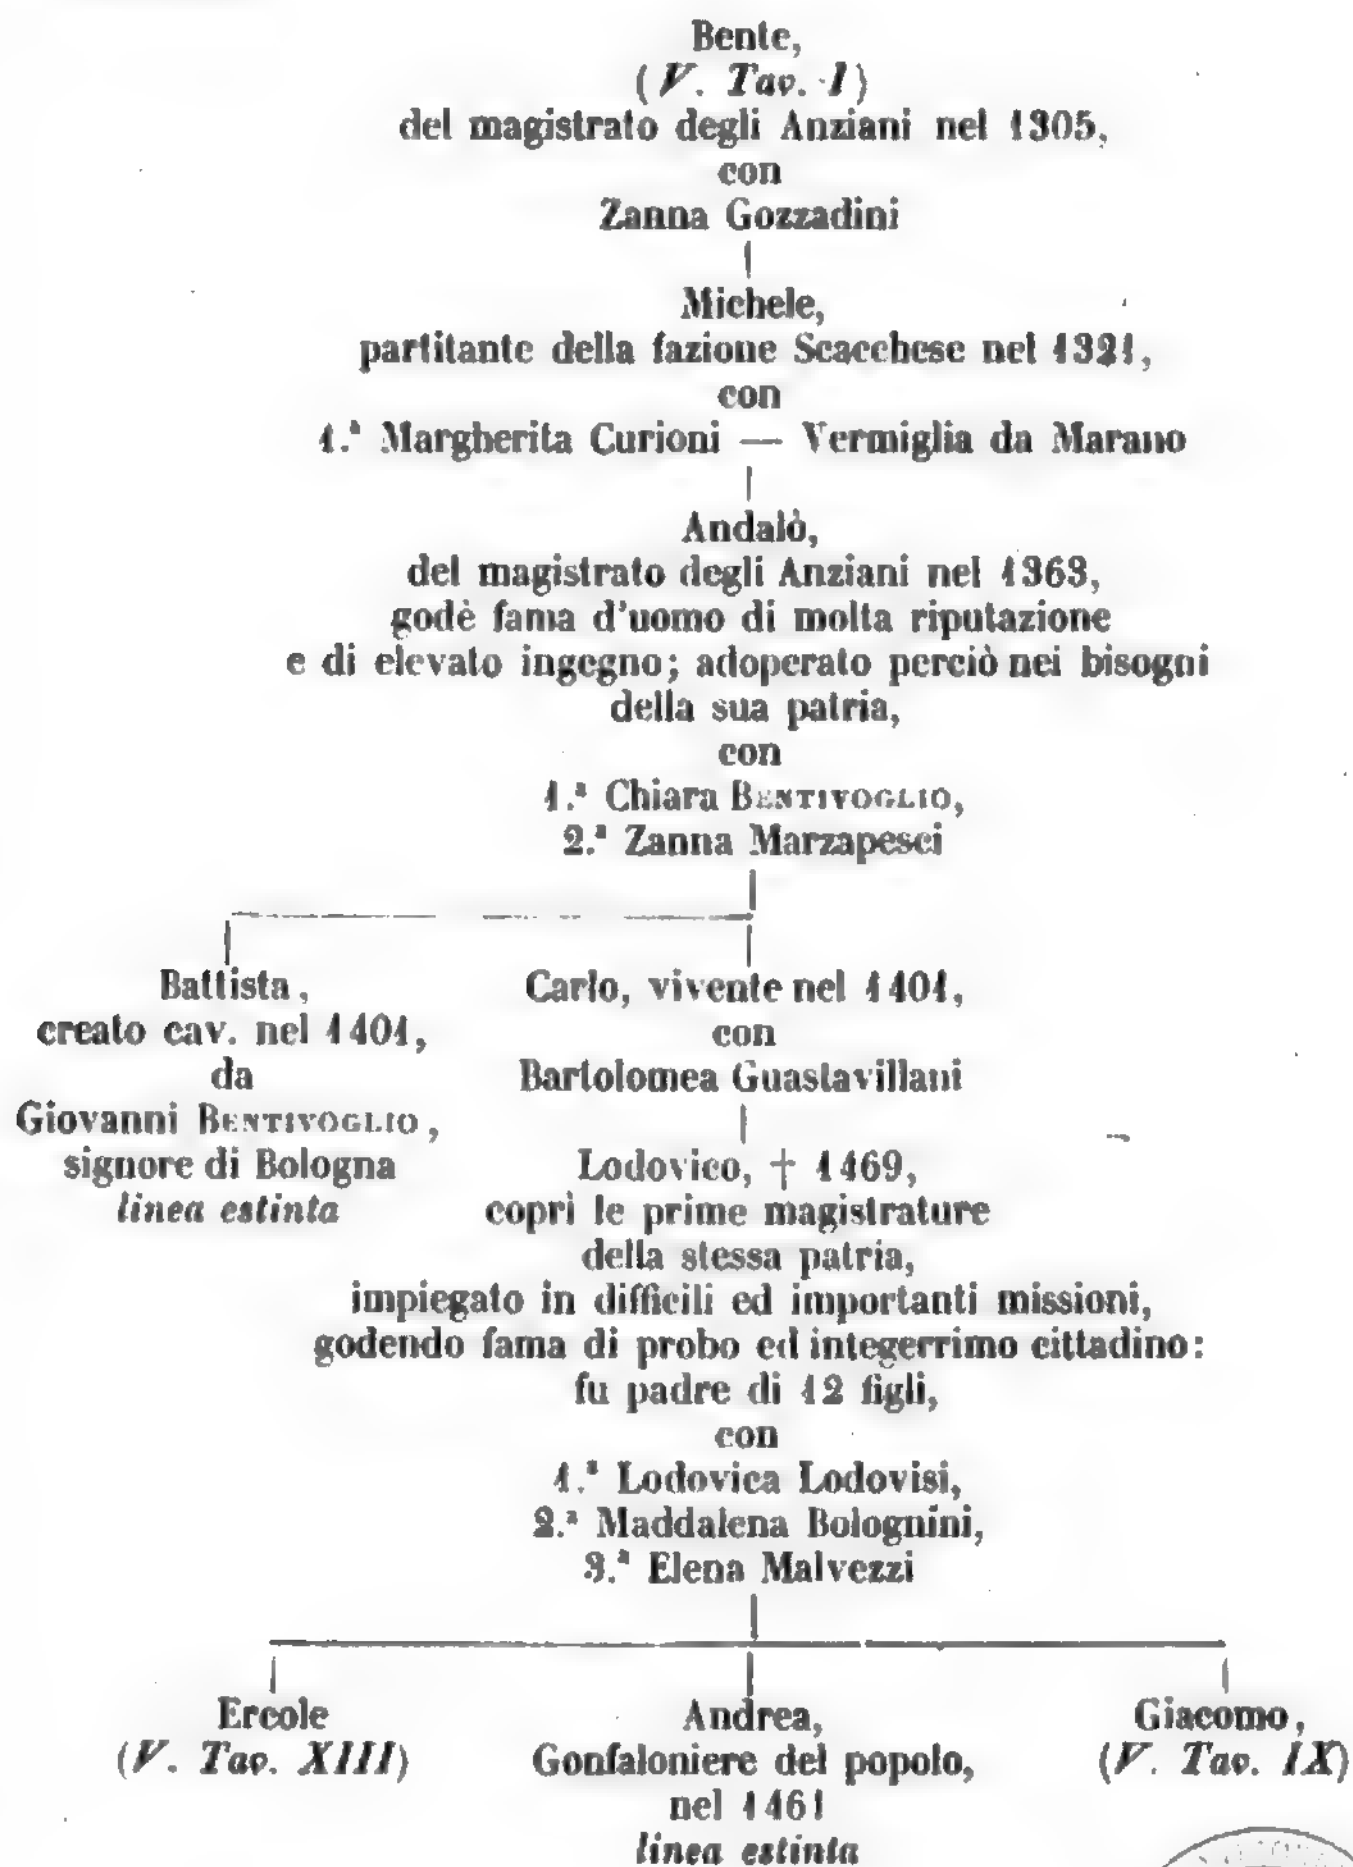 Bente,
(V. Tav. I)
del magistrato degli Anziani nel 1305,
con
Zanna Gozzadini
Michele,
partitante della fazione Scacchese nel 1321,
con
1.ª Margherita Curioni — Vermiglia da Marano
Andalò,
del magistrato degli Anziani nel 1363,
godè fama d'uomo di molta riputazione
e di elevato ingegno; adoperato perciò nei bisogni
della sua patria,
con
1.ª Chiara BENTIVOGLIO,
2.ª Zanna Marzapesci
Battista,
creato cav. nel 1401,
da
Giovanni BENTIVOGLIO,
signore di Bologna
linea estinta
Carlo, vivente nel 1401,
con
Bartolomea Guastavillani
Lodovico, † 1469,
coprì le prime magistrature
della stessa patria,
impiegato in difficili ed importanti missioni,
godendo fama di probo ed integerrimo cittadino:
fu padre di 12 figli,
con
1.ª Lodovica Lodovisi,
2.ª Maddalena Bolognini,
3.ª Elena Malvezzi
Ercole
(V. Tav. XIII)
Andrea,
Gonfaloniere del popolo,
nel 1461
linea estinta
Giacomo,
(V. Tav. IX)